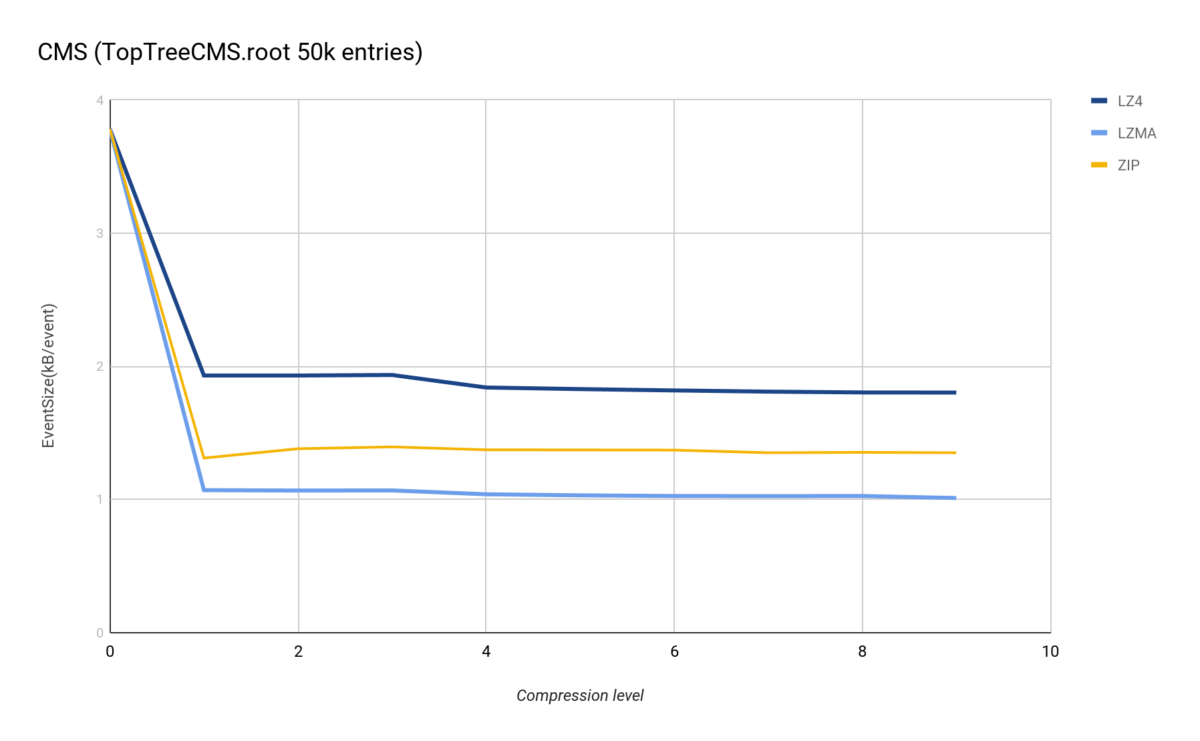 CMS (TopTreeCMS.root 50k entries)
LZ4
LZMA
ZIP
EventSize(kB/event)
4
3
2
1
0
0 2 4 6 8 10
Compression level